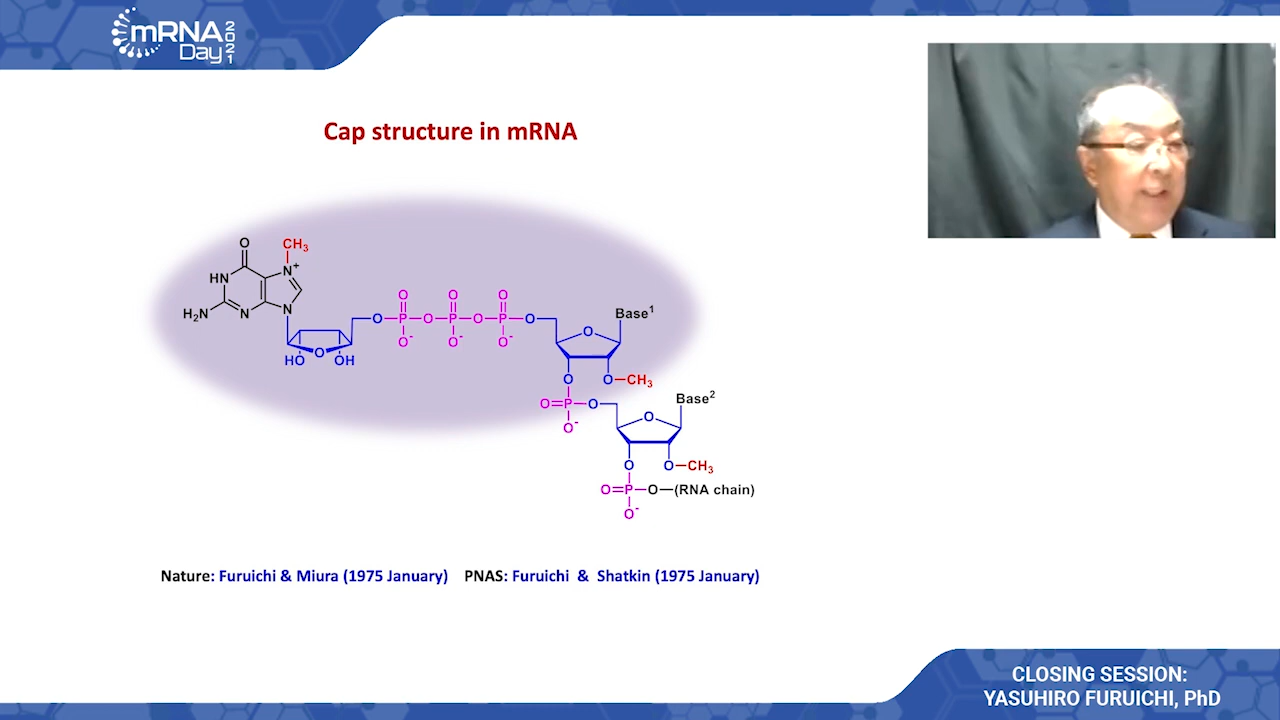 mRNA
Day
2021
Cap structure in mRNA
O
CH3
HN
N+
H2N
N
N
HO
O
OH
O
O
O
O
P
O
P
O
P
O
O-
O-
O-
Base1
O
O
O—CH3
O=P—O
O-
Base2
O
O
O—CH3
O=P—O—(RNA chain)
O-
Nature: Furuichi & Miura (1975 January) PNAS: Furuichi & Shatkin (1975 January)
CLOSING SESSION:
YASUHIRO FURUICHI, PhD